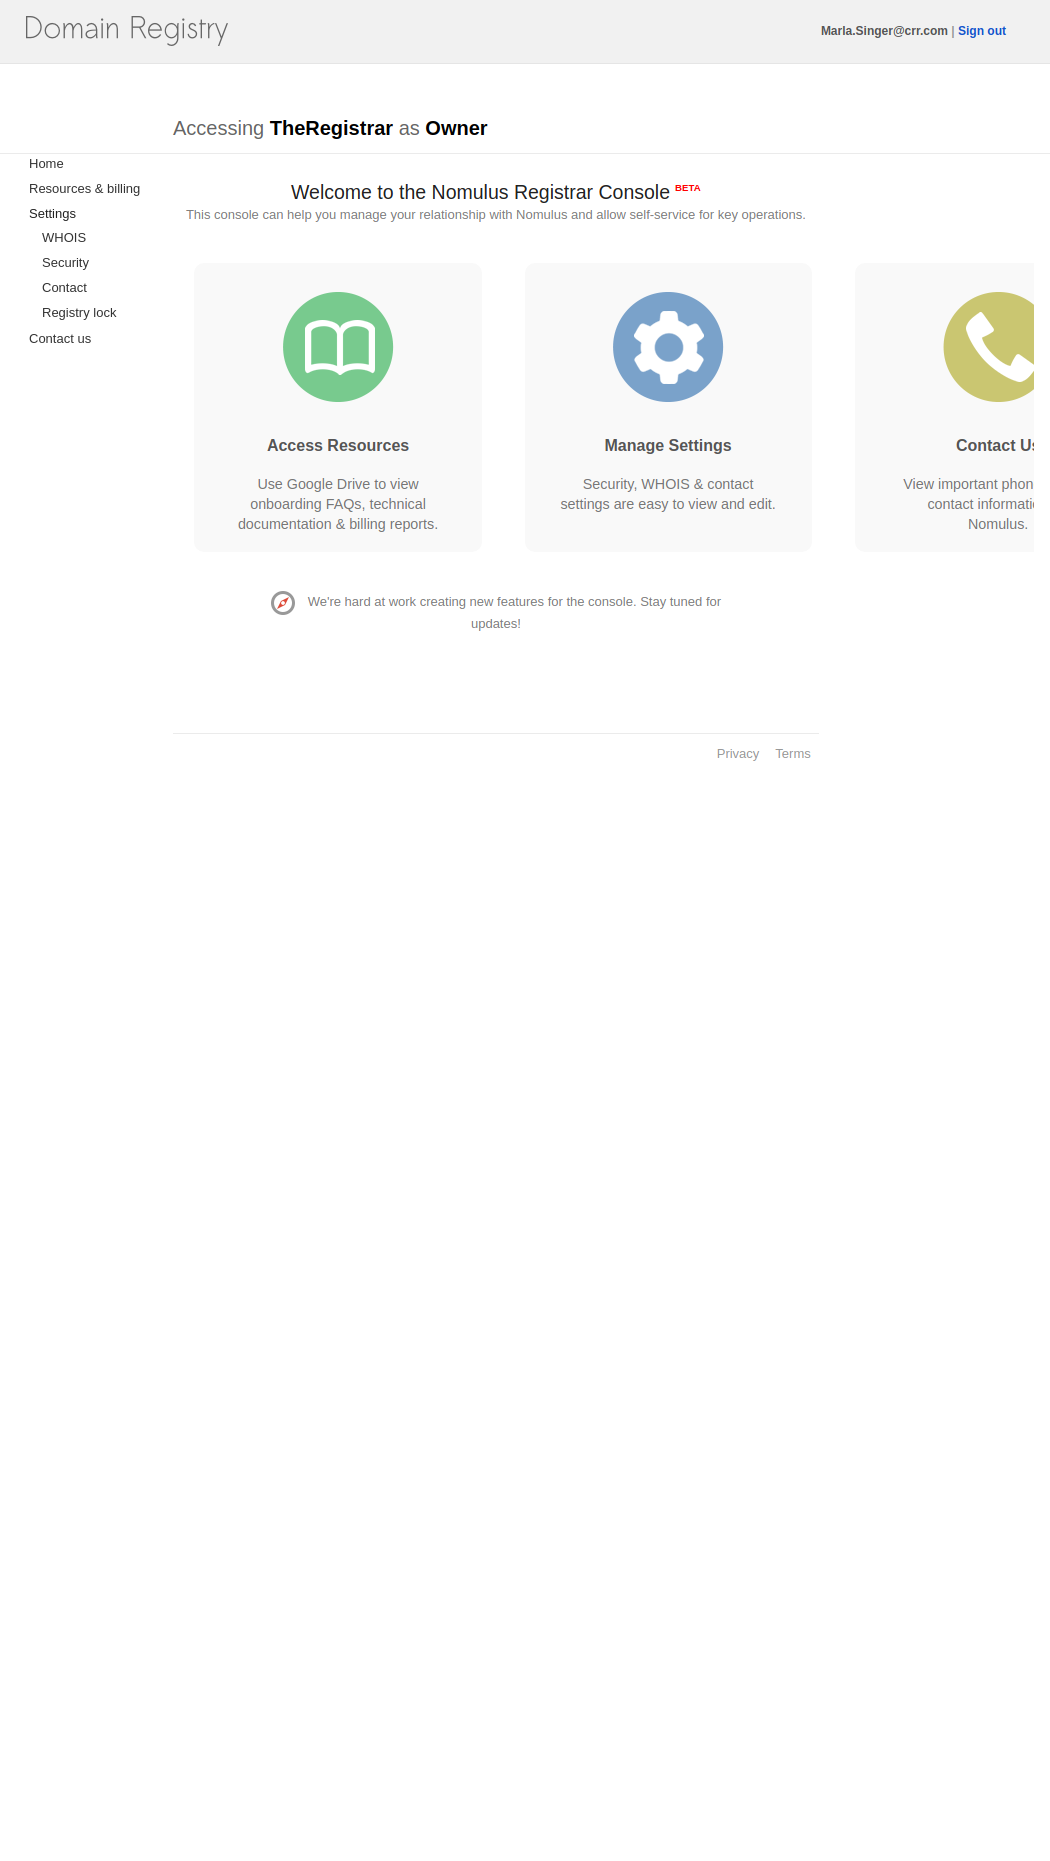 Domain Registry
Marla.Singer@crr.com | Sign out
Accessing TheRegistrar as Owner
Home
Resources & billing
Settings
WHOIS
Security
Contact
Registry lock
Contact us
Welcome to the Nomulus Registrar Console BETA
This console can help you manage your relationship with Nomulus and allow self-service for key operations.
Access Resources
Use Google Drive to view
onboarding FAQs, technical
documentation & billing reports.
Manage Settings
Security, WHOIS & contact
settings are easy to view and edit.
Contact Us
View important phon
contact informati
Nomulus.
We're hard at work creating new features for the console. Stay tuned for
updates!
Privacy Terms